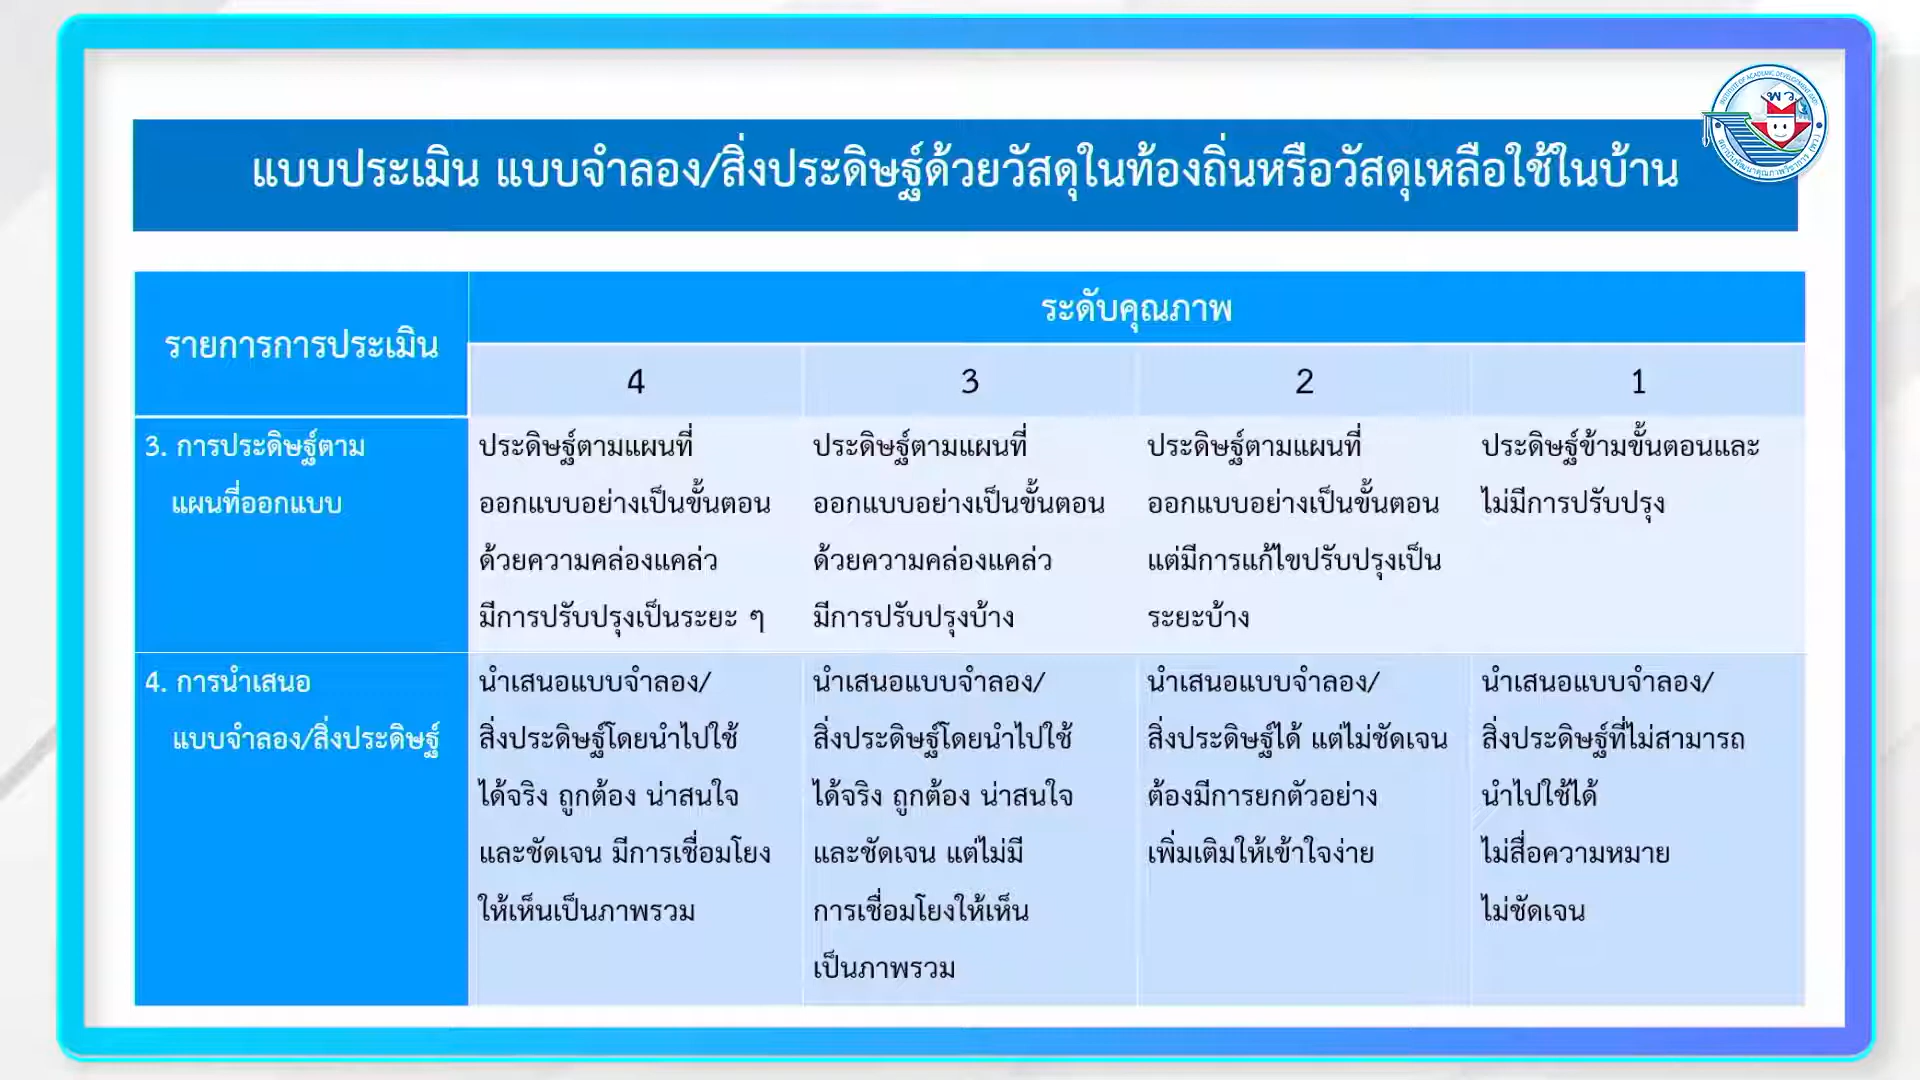 แบบประเมิน แบบจำลอง/สิ่งประดิษฐ์ด้วยวัสดุในท้องถิ่นหรือวัสดุเหลือใช้ในบ้าน
พว.
รายการการประเมิน
ระดับคุณภาพ
4
3
2
1
3. การประดิษฐ์ตาม
แผนที่ออกแบบ
ประดิษฐ์ตามแผนที่
ออกแบบอย่างเป็นขั้นตอน
ด้วยความคล่องแคล่ว
มีการปรับปรุงเป็นระยะ ๆ
ประดิษฐ์ตามแผนที่
ออกแบบอย่างเป็นขั้นตอน
ด้วยความคล่องแคล่ว
มีการปรับปรุงบ้าง
ประดิษฐ์ตามแผนที่
ออกแบบอย่างเป็นขั้นตอน
แต่มีการแก้ไขปรับปรุงเป็น
ระยะบ้าง
ประดิษฐ์ข้ามขั้นตอนและ
ไม่มีการปรับปรุง
4. การนำเสนอ
แบบจำลอง/สิ่งประดิษฐ์
นำเสนอแบบจำลอง/
สิ่งประดิษฐ์โดยนำไปใช้
ได้จริง ถูกต้อง น่าสนใจ
และชัดเจน มีการเชื่อมโยง
ให้เห็นเป็นภาพรวม
นำเสนอแบบจำลอง/
สิ่งประดิษฐ์โดยนำไปใช้
ได้จริง ถูกต้อง น่าสนใจ
และชัดเจน แต่ไม่มี
การเชื่อมโยงให้เห็น
เป็นภาพรวม
นำเสนอแบบจำลอง/
สิ่งประดิษฐ์ได้ แต่ไม่ชัดเจน
ต้องมีการยกตัวอย่าง
เพิ่มเติมให้เข้าใจง่าย
นำเสนอแบบจำลอง/
สิ่งประดิษฐ์ที่ไม่สามารถ
นำไปใช้ได้
ไม่สื่อความหมาย
ไม่ชัดเจน